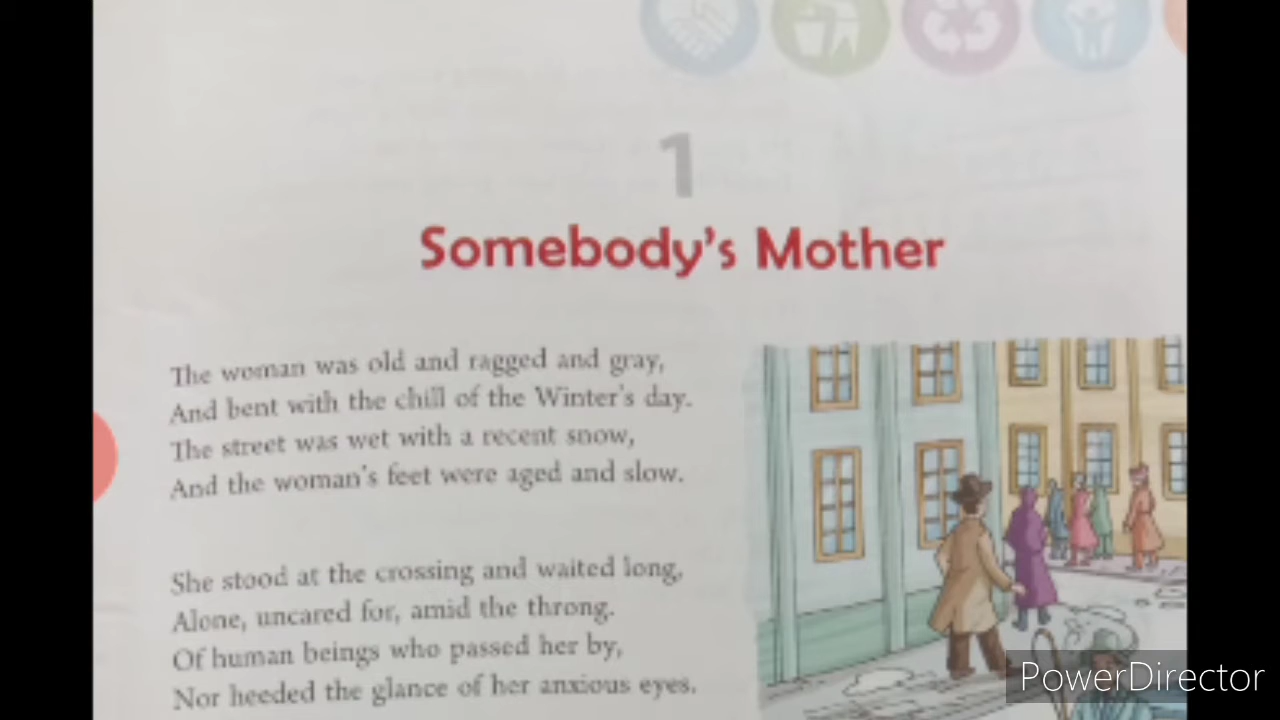 1
Somebody's Mother
The woman was old and ragged and gray,
And bent with the chill of the Winter's day.
The street was wet with a recent snow,
And the woman's feet were aged and slow.
She stood at the crossing and waited long,
Alone, uncared for, amid the throng.
Of human beings who passed her by,
Nor heeded the glance of her anxious eyes.
PowerDirector